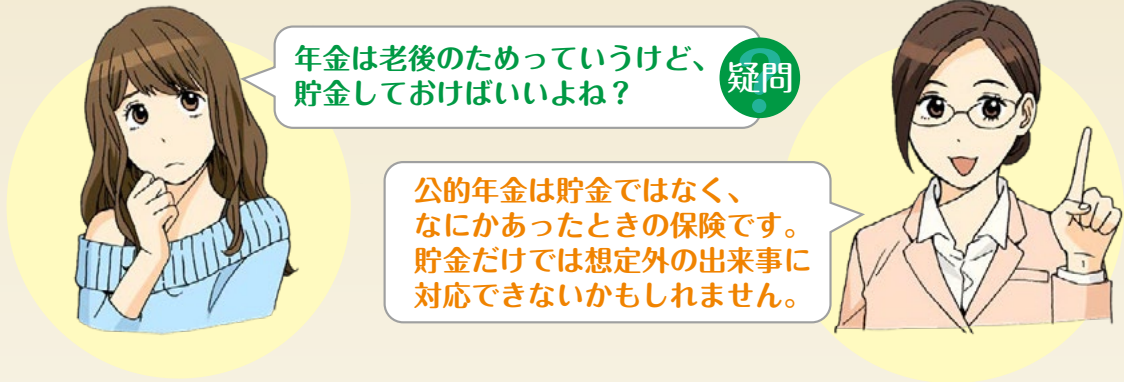 年金は老後のためっていうけど、
貯金しておけばいいよね？
疑問
公的年金は貯金ではなく、
なにかあったときの保険です。
貯金だけでは想定外の出来事に
対応できないかもしれません。